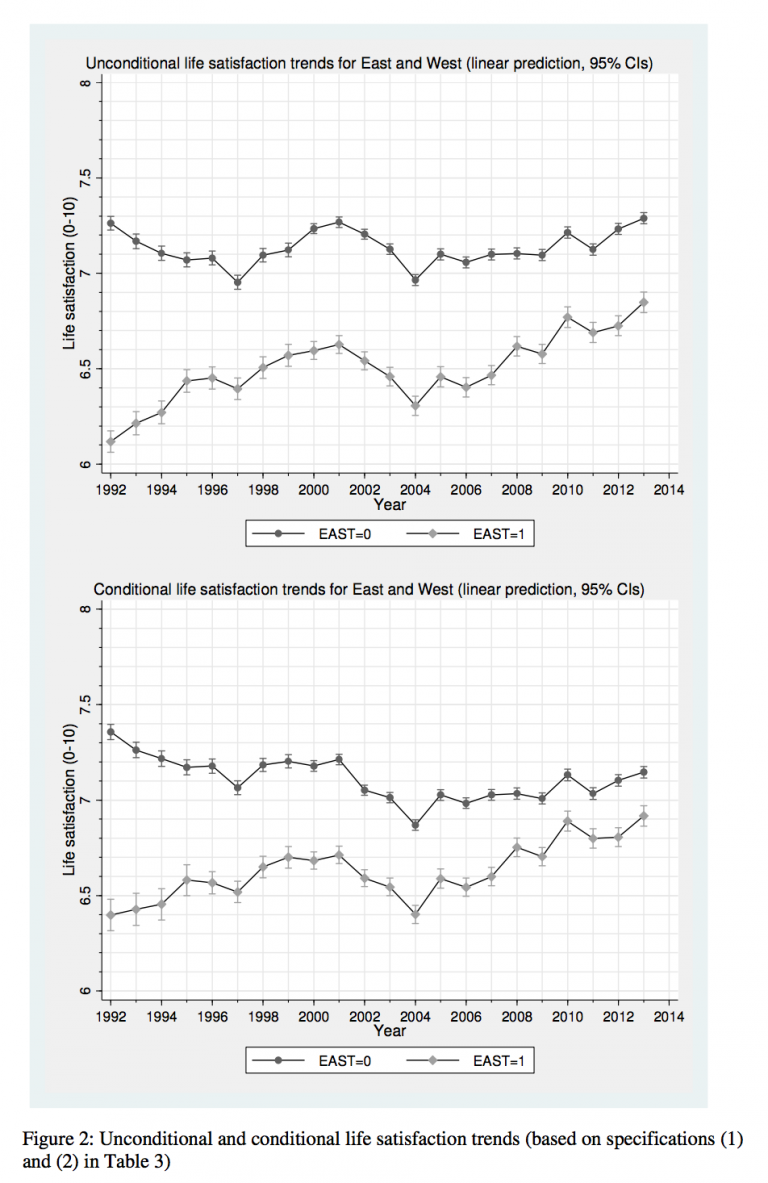 Unconditional life satisfaction trends for East and West (linear prediction, 95% CIs)
8
7.5
7
6.5
6
Life satisfaction (0-10)
1992 1994 1996 1998 2000 2002 2004 2006 2008 2010 2012 2014
Year
EAST=0 EAST=1
Conditional life satisfaction trends for East and West (linear prediction, 95% CIs)
8
7.5
7
6.5
6
Life satisfaction (0-10)
1992 1994 1996 1998 2000 2002 2004 2006 2008 2010 2012 2014
Year
EAST=0 EAST=1
Figure 2: Unconditional and conditional life satisfaction trends (based on specifications (1)
and (2) in Table 3)